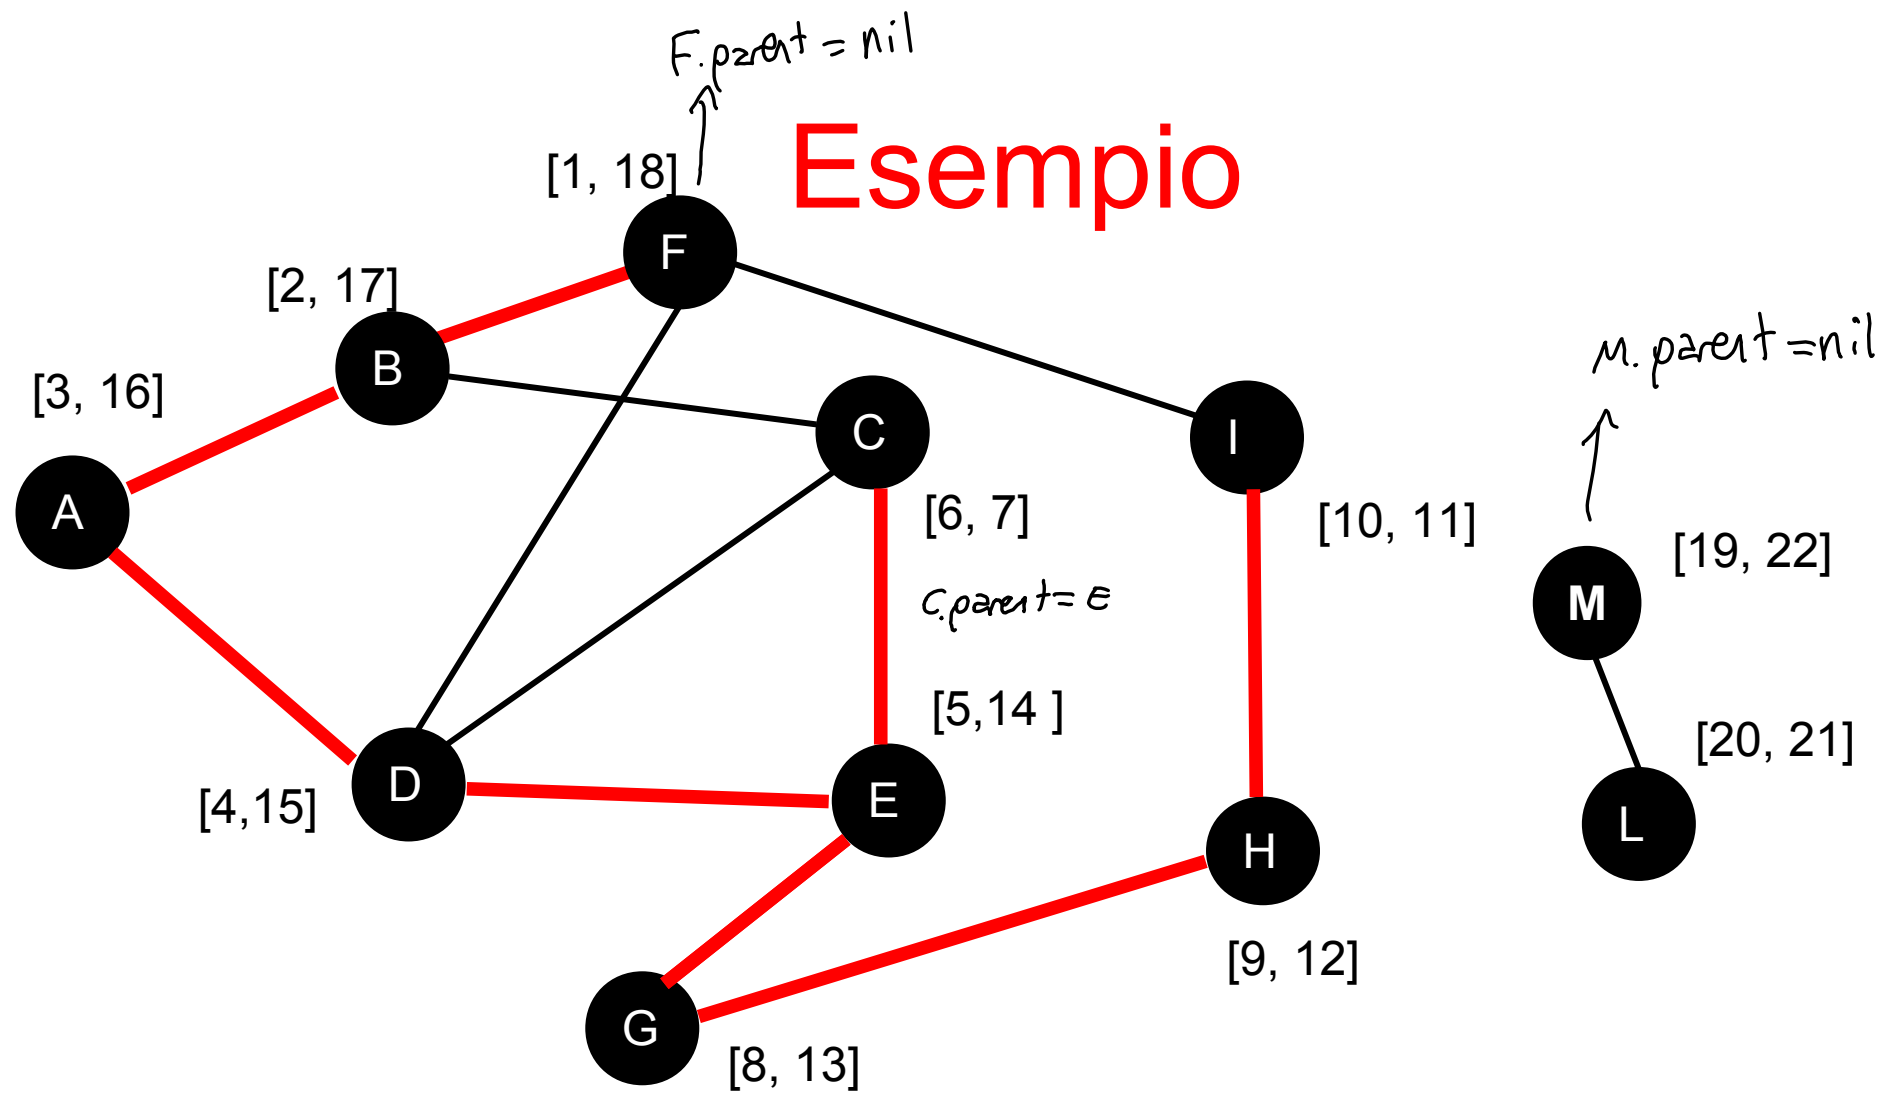 F.parent = nil
Esempio
[1, 18]
F
[2, 17]
B
[3, 16]
M.parent = nil
C
I
A
[6, 7]
[10, 11]
[19, 22]
C.parent = E
M
[5,14 ]
[20, 21]
D
E
[4,15]
L
H
[9, 12]
G
[8, 13]